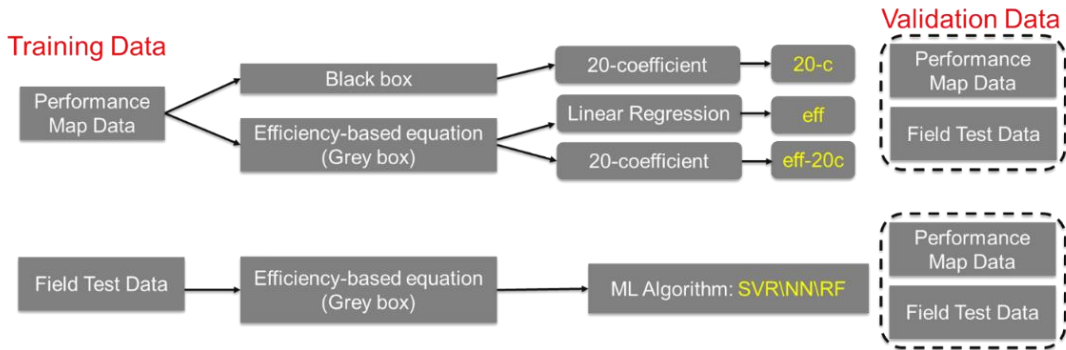 Training Data
Validation Data
Performance
Map Data
Black box
Efficiency-based equation
(Grey box)
20-coefficient
20-c
Linear Regression
eff
20-coefficient
eff-20c
Performance
Map Data
Field Test Data
Field Test Data
Efficiency-based equation
(Grey box)
ML Algorithm: SVR\NN\RF
Performance
Map Data
Field Test Data